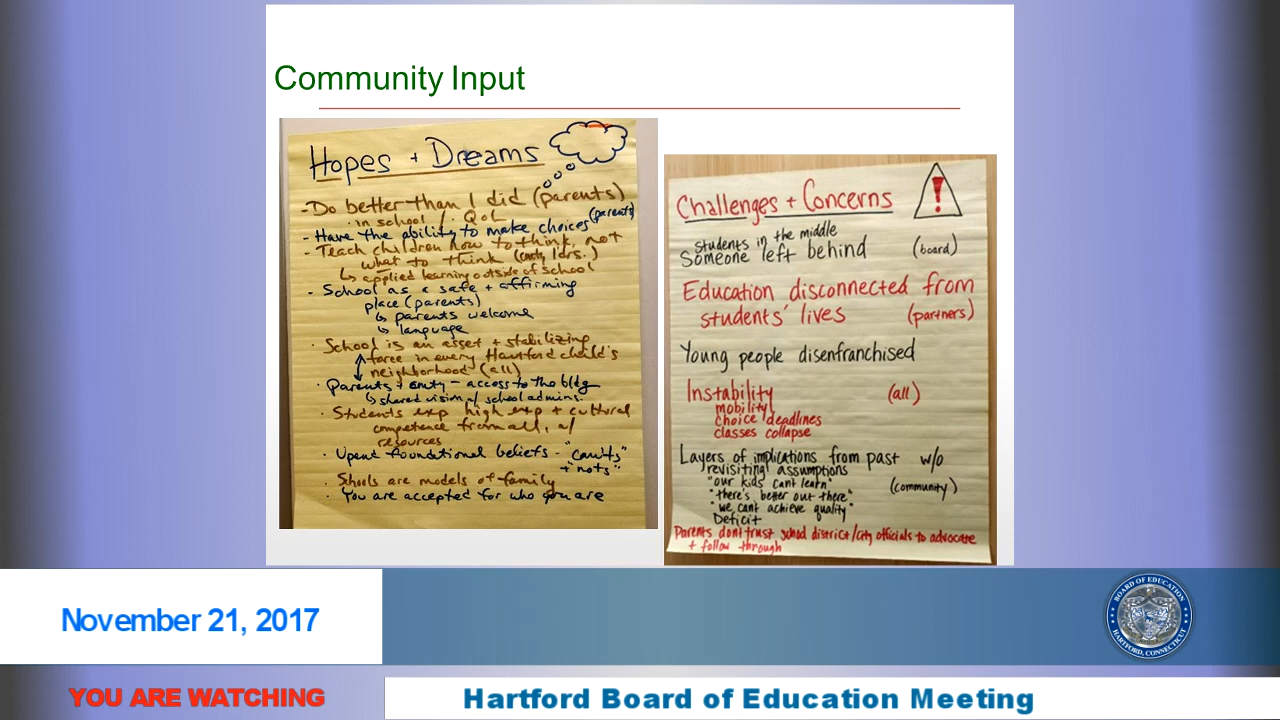 Community Input
Hopes + Dreams
- Do better than I did (parents)
in school / QoL
- Have the ability to make choices (parents)
- Teach children how to think, not
what to think (cmty ldrs.)
↳ applied learning outside of school
- School as a safe + affirming
place (parents)
↳ parents welcome
↳ language
· School is an asset + stabilizing
force in every Hartford child's
neighborhood (all)
· Parents + cmty – access to the bldg
↳ shared vision w/ school admins.
· Students exp high exp + cultural
competence from all, w/
resources
· Upend foundational beliefs - "can'ts"
+ "nots"
· Shools are models of family
· You are accepted for who you are
Challenges + Concerns
!
students in the middle
Someone left behind (board)
Education disconnected from
students' lives (partners)
Young people disenfranchised
Instability (all)
mobility
choice deadlines
classes collapse
Layers of implications from past w/o
revisiting assumptions
"our kids cant learn" (community)
"there's better out there"
"we cant achieve quality"
Deficit
Parents dont trust school district/city officials to advocate
+ follow through
November 21, 2017
BOARD OF EDUCATION
HARTFORD, CONNECTICUT
YOU ARE WATCHING
Hartford Board of Education Meeting